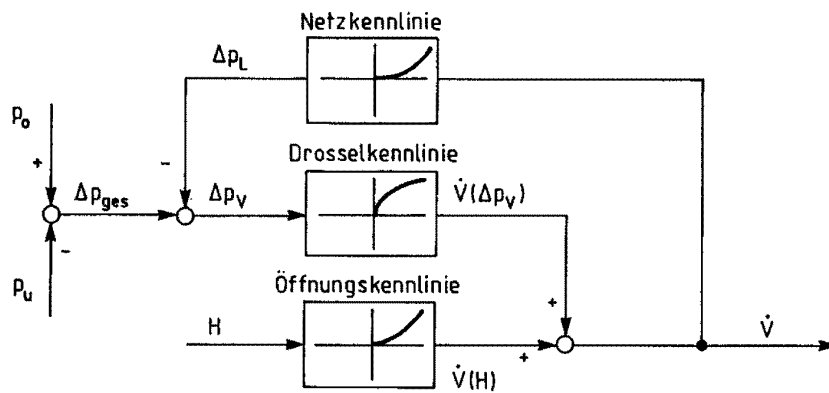 Netzkennlinie
Δp_L
p_o
+
-
Drosselkennlinie
Δp_ges
Δp_V
V̇(Δp_V)
-
p_u
Öffnungskennlinie
+
H
+
V̇
V̇(H)